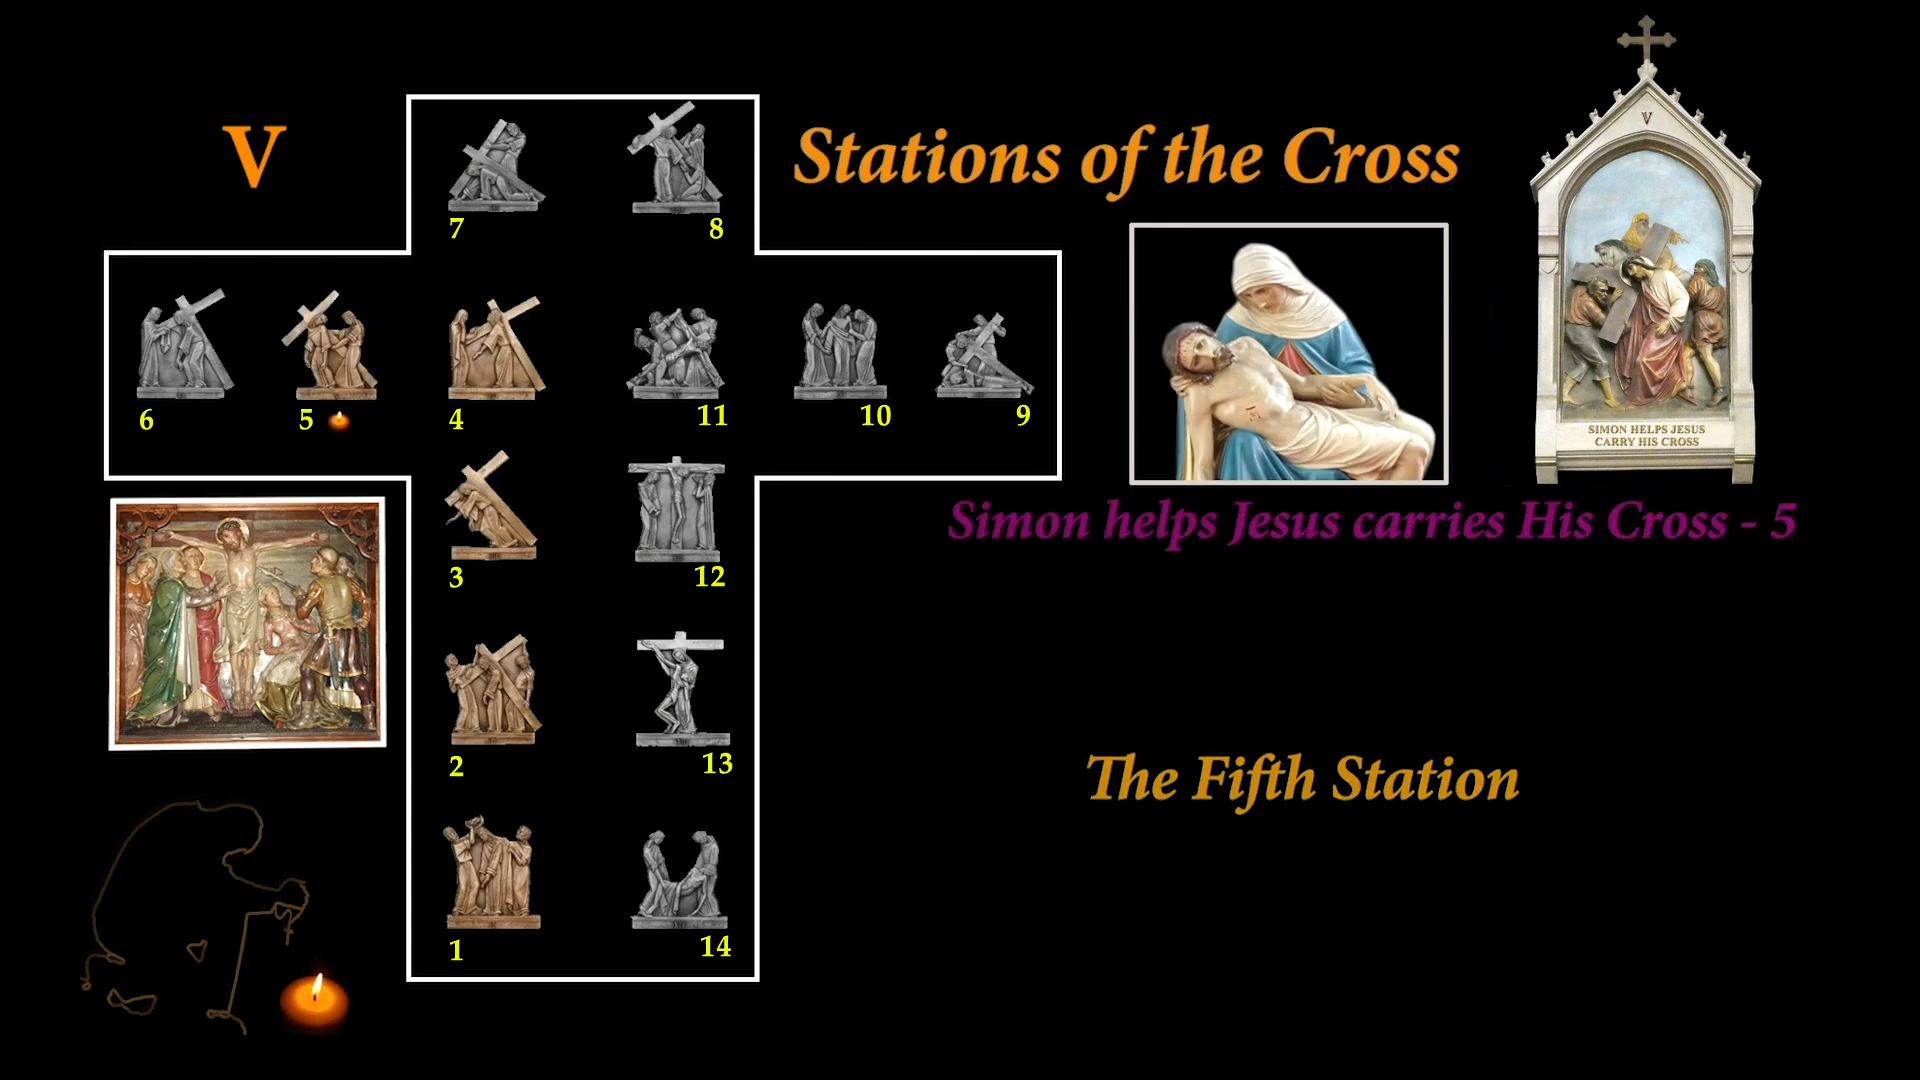 V
Stations of the Cross
V
7
8
6
5
4
11
10
9
SIMON HELPS JESUS
CARRY HIS CROSS
Simon helps Jesus carries His Cross - 5
3
12
2
13
The Fifth Station
1
14